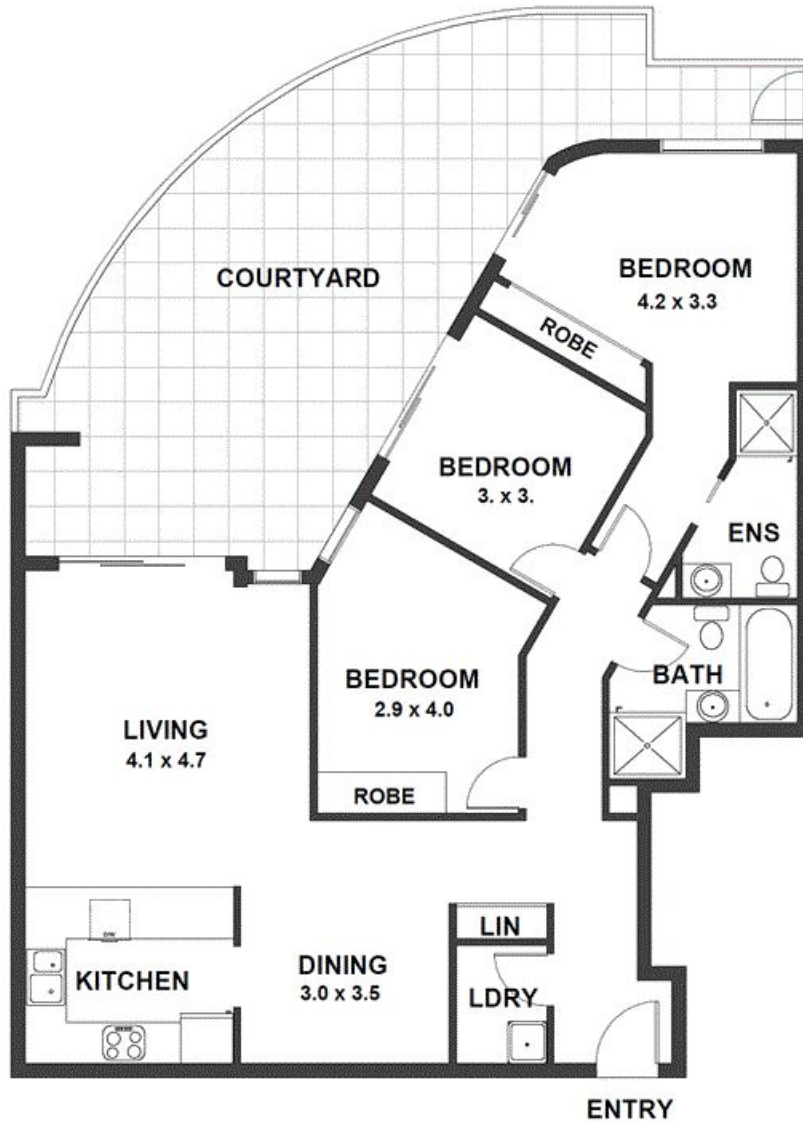 COURTYARD
BEDROOM
4.2 x 3.3
ROBE
BEDROOM
3. x 3.
ENS
BEDROOM
2.9 x 4.0
BATH
LIVING
4.1 x 4.7
ROBE
LIN
KITCHEN
DINING
3.0 x 3.5
LDRY
ENTRY